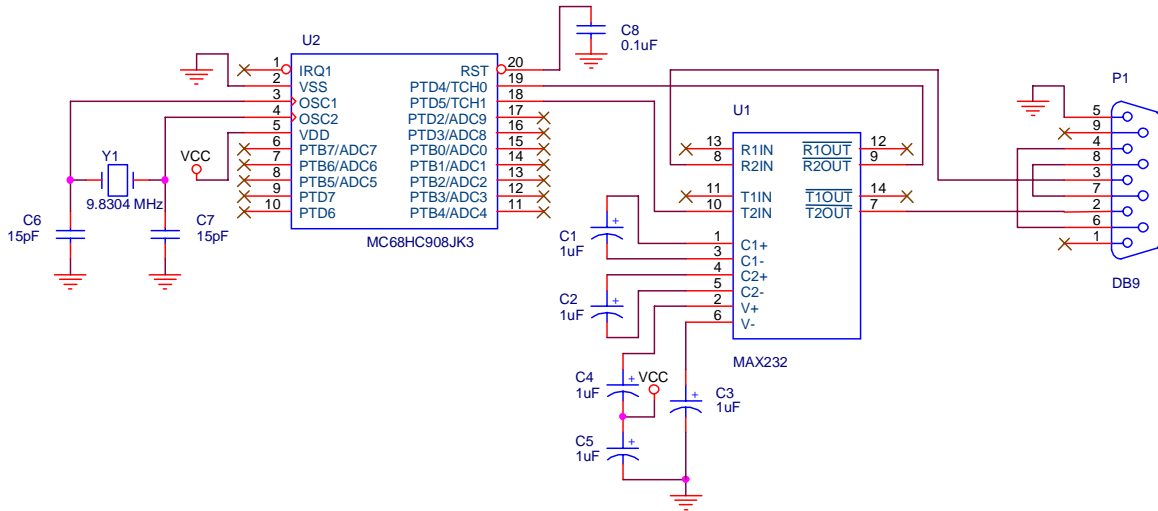 U2
MC68HC908JK3
1 IRQ1
2 VSS
3 OSC1
4 OSC2
5 VDD
6 PTB7/ADC7
7 PTB6/ADC6
8 PTB5/ADC5
9 PTD7
10 PTD6
RST 20
PTD4/TCH0 19
PTD5/TCH1 18
PTD2/ADC9 17
PTD3/ADC8 16
PTB0/ADC0 15
PTB1/ADC1 14
PTB2/ADC2 13
PTB3/ADC3 12
PTB4/ADC4 11
C8
0.1uF
VCC
Y1
9.8304 MHz
C6
15pF
C7
15pF
U1
MAX232
13 R1IN
8 R2IN
11 T1IN
10 T2IN
1 C1+
3 C1-
4 C2+
5 C2-
2 V+
6 V-
R1OUT 12
R2OUT 9
T1OUT 14
T2OUT 7
C1 +
1uF
C2 +
1uF
C4 +
1uF
VCC
C5 +
1uF
+ C3
1uF
P1
5
9
4
8
3
7
2
6
1
DB9